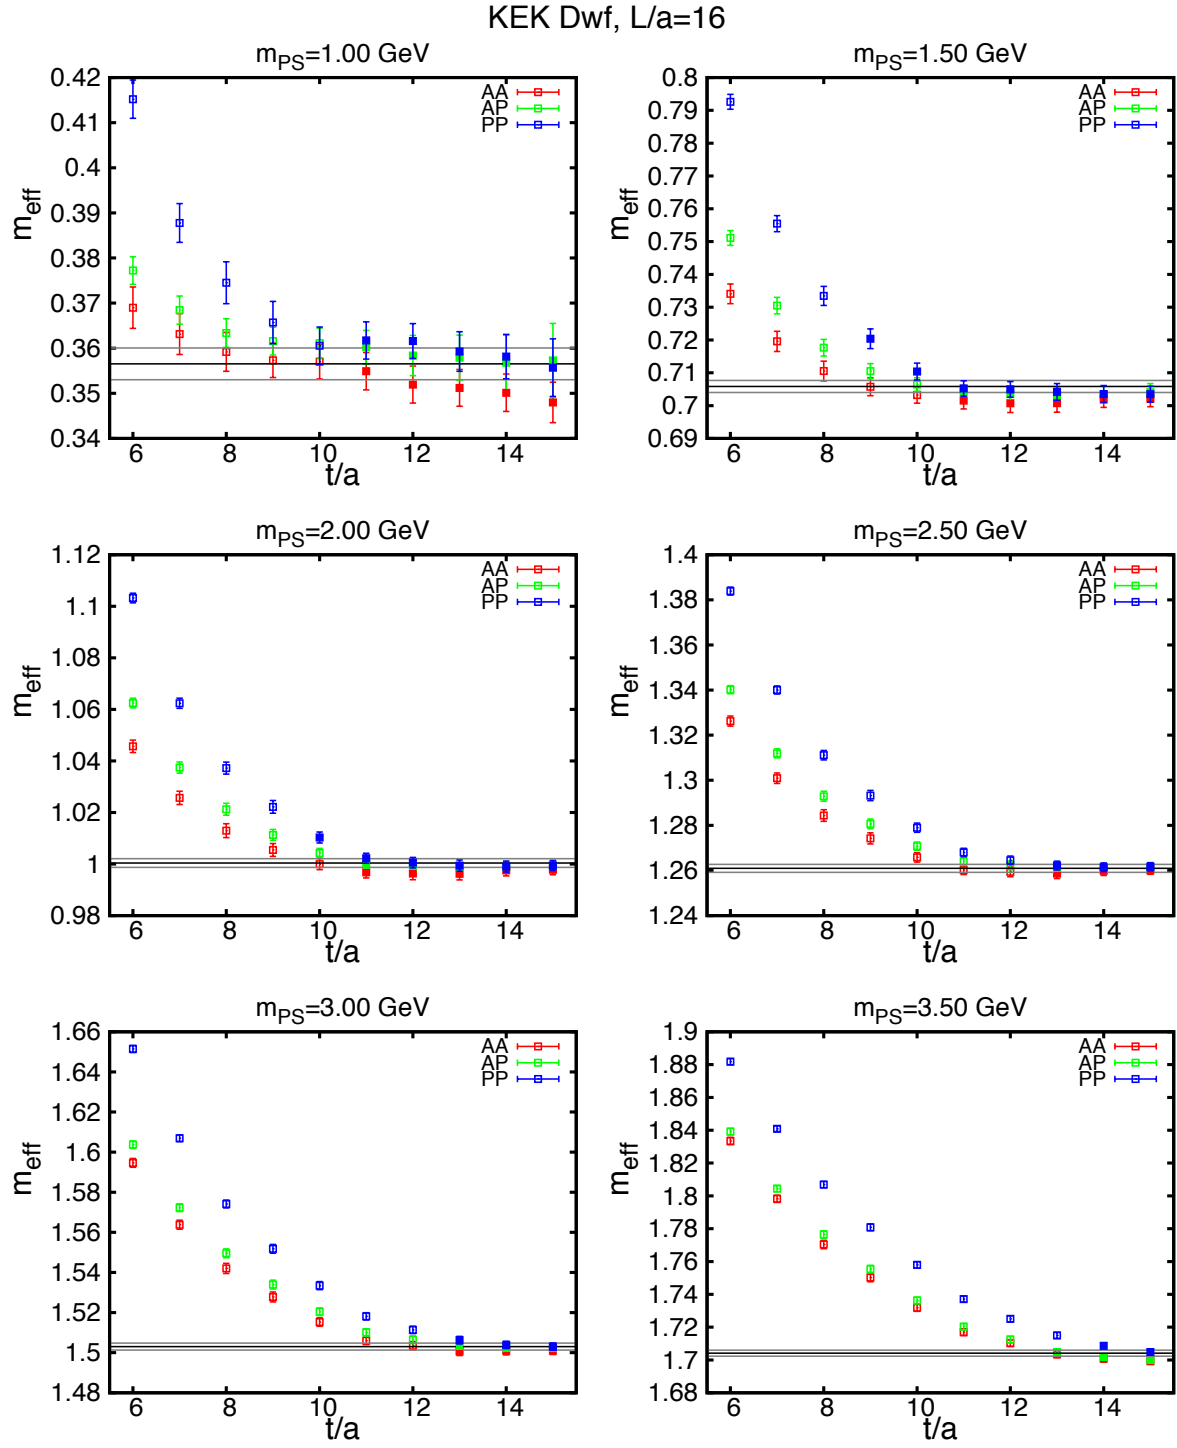 KEK Dwf, L/a=16
m_PS=1.00 GeV
0.42
0.41
0.4
0.39
0.38
0.37
0.36
0.35
0.34
m_eff
AA
AP
PP
6 8 10 12 14
t/a
m_PS=1.50 GeV
0.8
0.79
0.78
0.77
0.76
0.75
0.74
0.73
0.72
0.71
0.7
0.69
m_eff
AA
AP
PP
6 8 10 12 14
t/a
m_PS=2.00 GeV
1.12
1.1
1.08
1.06
1.04
1.02
1
0.98
m_eff
AA
AP
PP
6 8 10 12 14
t/a
m_PS=2.50 GeV
1.4
1.38
1.36
1.34
1.32
1.3
1.28
1.26
1.24
m_eff
AA
AP
PP
6 8 10 12 14
t/a
m_PS=3.00 GeV
1.66
1.64
1.62
1.6
1.58
1.56
1.54
1.52
1.5
1.48
m_eff
AA
AP
PP
6 8 10 12 14
t/a
m_PS=3.50 GeV
1.9
1.88
1.86
1.84
1.82
1.8
1.78
1.76
1.74
1.72
1.7
1.68
m_eff
AA
AP
PP
6 8 10 12 14
t/a